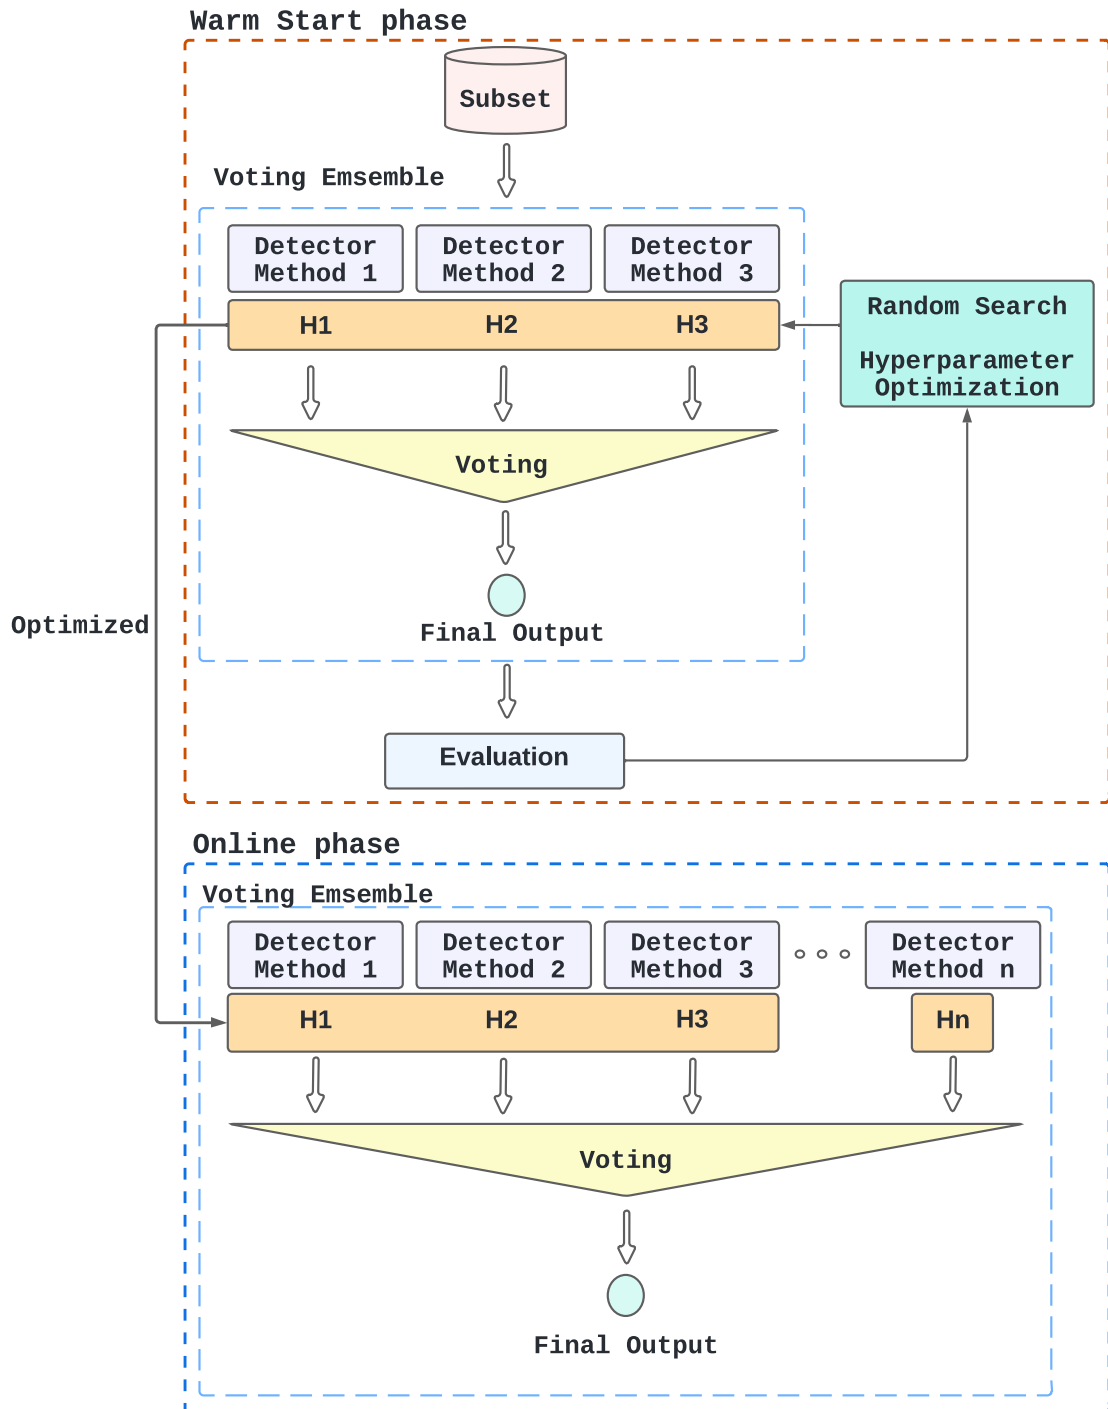 Warm Start phase
Subset
Voting Emsemble
Detector
Method 1
Detector
Method 2
Detector
Method 3
H1
H2
H3
Random Search
Hyperparameter
Optimization
Voting
Final Output
Optimized
Evaluation
Online phase
Voting Emsemble
Detector
Method 1
Detector
Method 2
Detector
Method 3
Detector
Method n
H1
H2
H3
Hn
Voting
Final Output